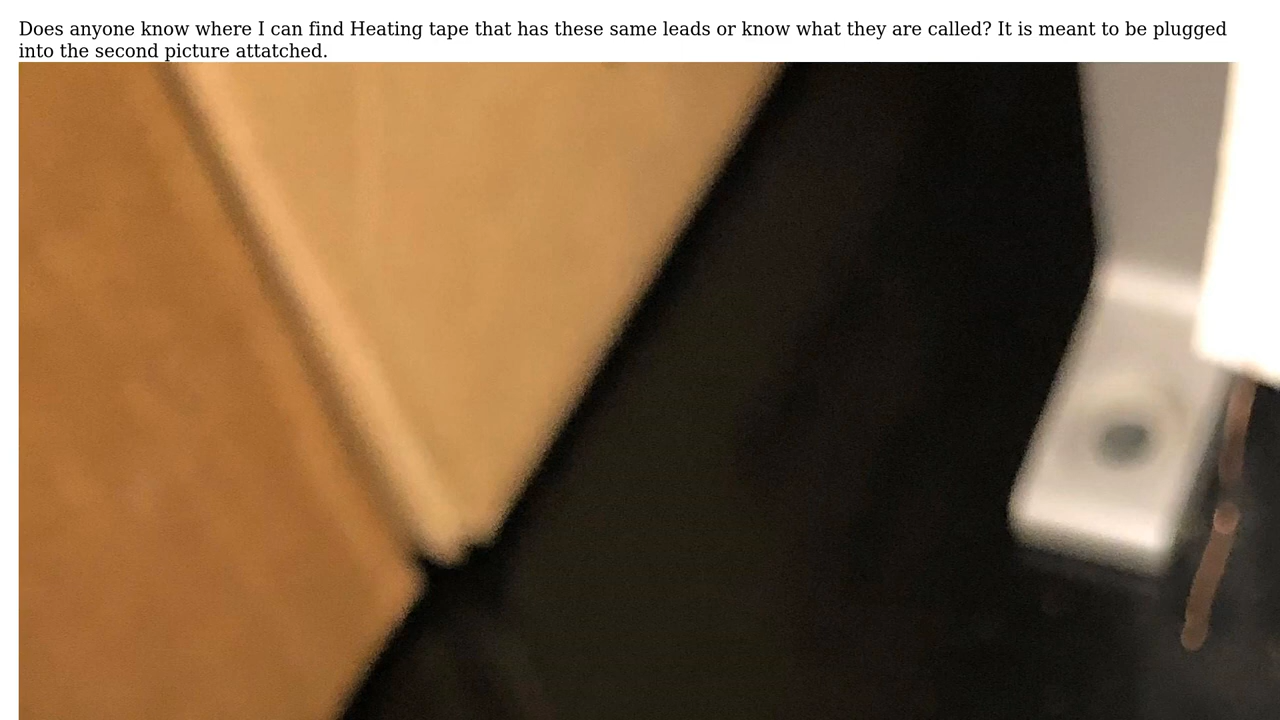 Does anyone know where I can find Heating tape that has these same leads or know what they are called? It is meant to be plugged
into the second picture attatched.